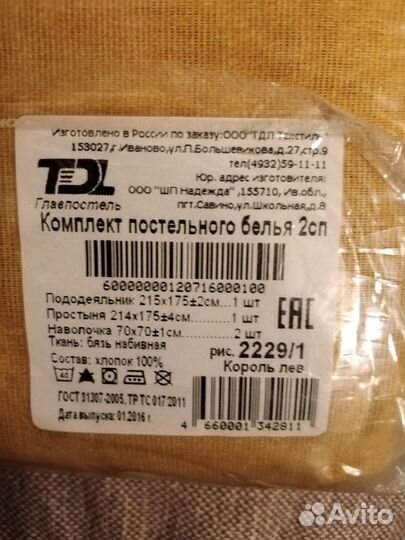 Изготовлено в России по заказу:ООО"ТДЛ Текстиль"
153027,г.Иваново,ул.П.Большевикова,д.27,стр.9
тел(4932)59-11-11
Юр. адрес изготовителя:
ООО "ШП Надежда" ,155710, Ив.обл.,
пгт.Савино,ул.Школьная,д.8
TDL
Главпостель
Комплект постельного белья 2сп
60000000120716000100
Пододеяльник 215х175±2см....1 шт
Простыня 214х175±4см..........1 шт
Наволочка 70х70±1см............2 шт
Ткань: бязь набивная
Состав: хлопок 100%
рис. 2229/1
Король лев
EAC
40
ГОСТ 31307-2005, ТР ТС 017 2011
Дата выпуска: 01.2016 г.
4 660001 342811
Avito